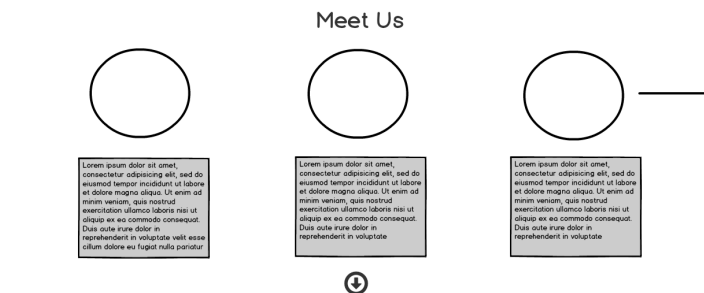 Meet Us
Lorem ipsum dolor sit amet,
consectetur adipisicing elit, sed do
eiusmod tempor incididunt ut labore
et dolore magna aliqua. Ut enim ad
minim veniam, quis nostrud
exercitation ullamco laboris nisi ut
aliquip ex ea commodo consequat.
Duis aute irure dolor in
reprehenderit in voluptate velit esse
cillum dolore eu fugiat nulla pariatur
Lorem ipsum dolor sit amet,
consectetur adipisicing elit, sed do
eiusmod tempor incididunt ut labore
et dolore magna aliqua. Ut enim ad
minim veniam, quis nostrud
exercitation ullamco laboris nisi ut
aliquip ex ea commodo consequat.
Duis aute irure dolor in
reprehenderit in voluptate
Lorem ipsum dolor sit amet,
consectetur adipisicing elit, sed do
eiusmod tempor incididunt ut labore
et dolore magna aliqua. Ut enim ad
minim veniam, quis nostrud
exercitation ullamco laboris nisi ut
aliquip ex ea commodo consequat.
Duis aute irure dolor in
reprehenderit in voluptate